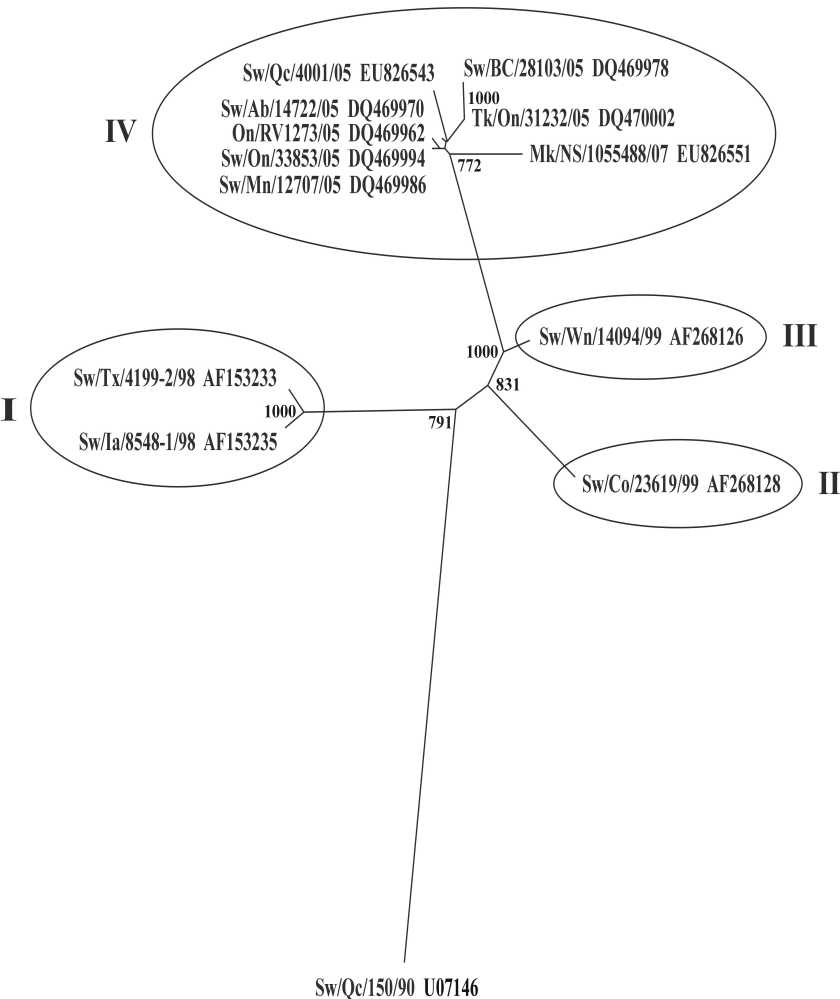 Sw/Qc/4001/05 EU826543
Sw/BC/28103/05 DQ469978
1000
Sw/Ab/14722/05 DQ469970
Tk/On/31232/05 DQ470002
IV
On/RV1273/05 DQ469962
Sw/On/33853/05 DQ469994
Mk/NS/1055488/07 EU826551
772
Sw/Mn/12707/05 DQ469986
Sw/Wn/14094/99 AF268126
III
1000
831
Sw/Tx/4199-2/98 AF153233
I
1000
791
Sw/Ia/8548-1/98 AF153235
Sw/Co/23619/99 AF268128
II
Sw/Qc/150/90 U07146